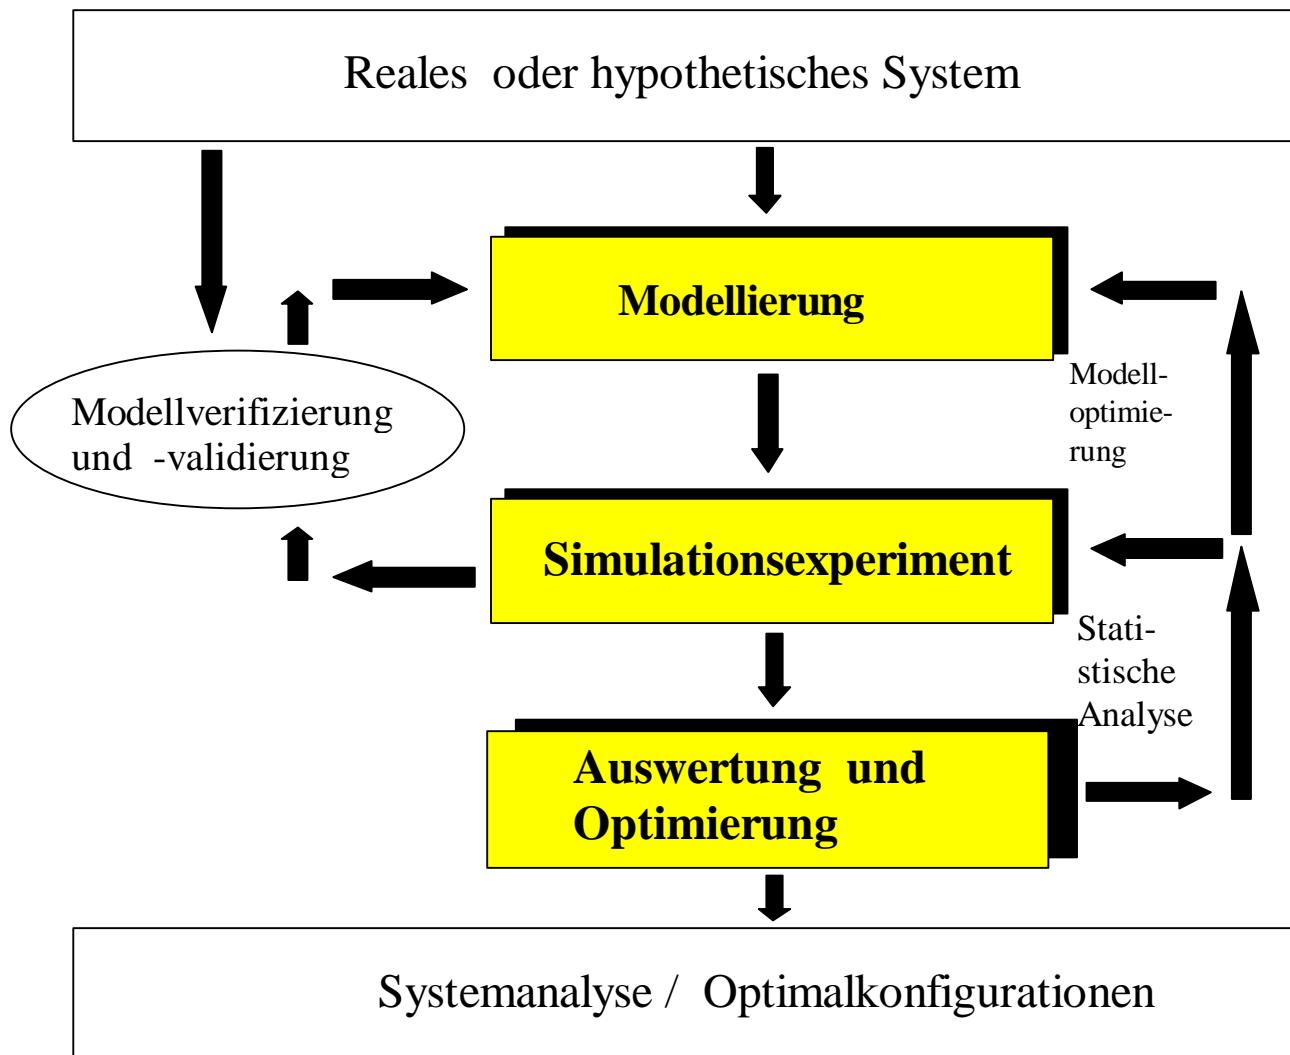 Reales oder hypothetisches System
Modellierung
Modellverifizierung
und -validierung
Modell-
optimie-
rung
Simulationsexperiment
Stati-
stische
Analyse
Auswertung und
Optimierung
Systemanalyse / Optimalkonfigurationen